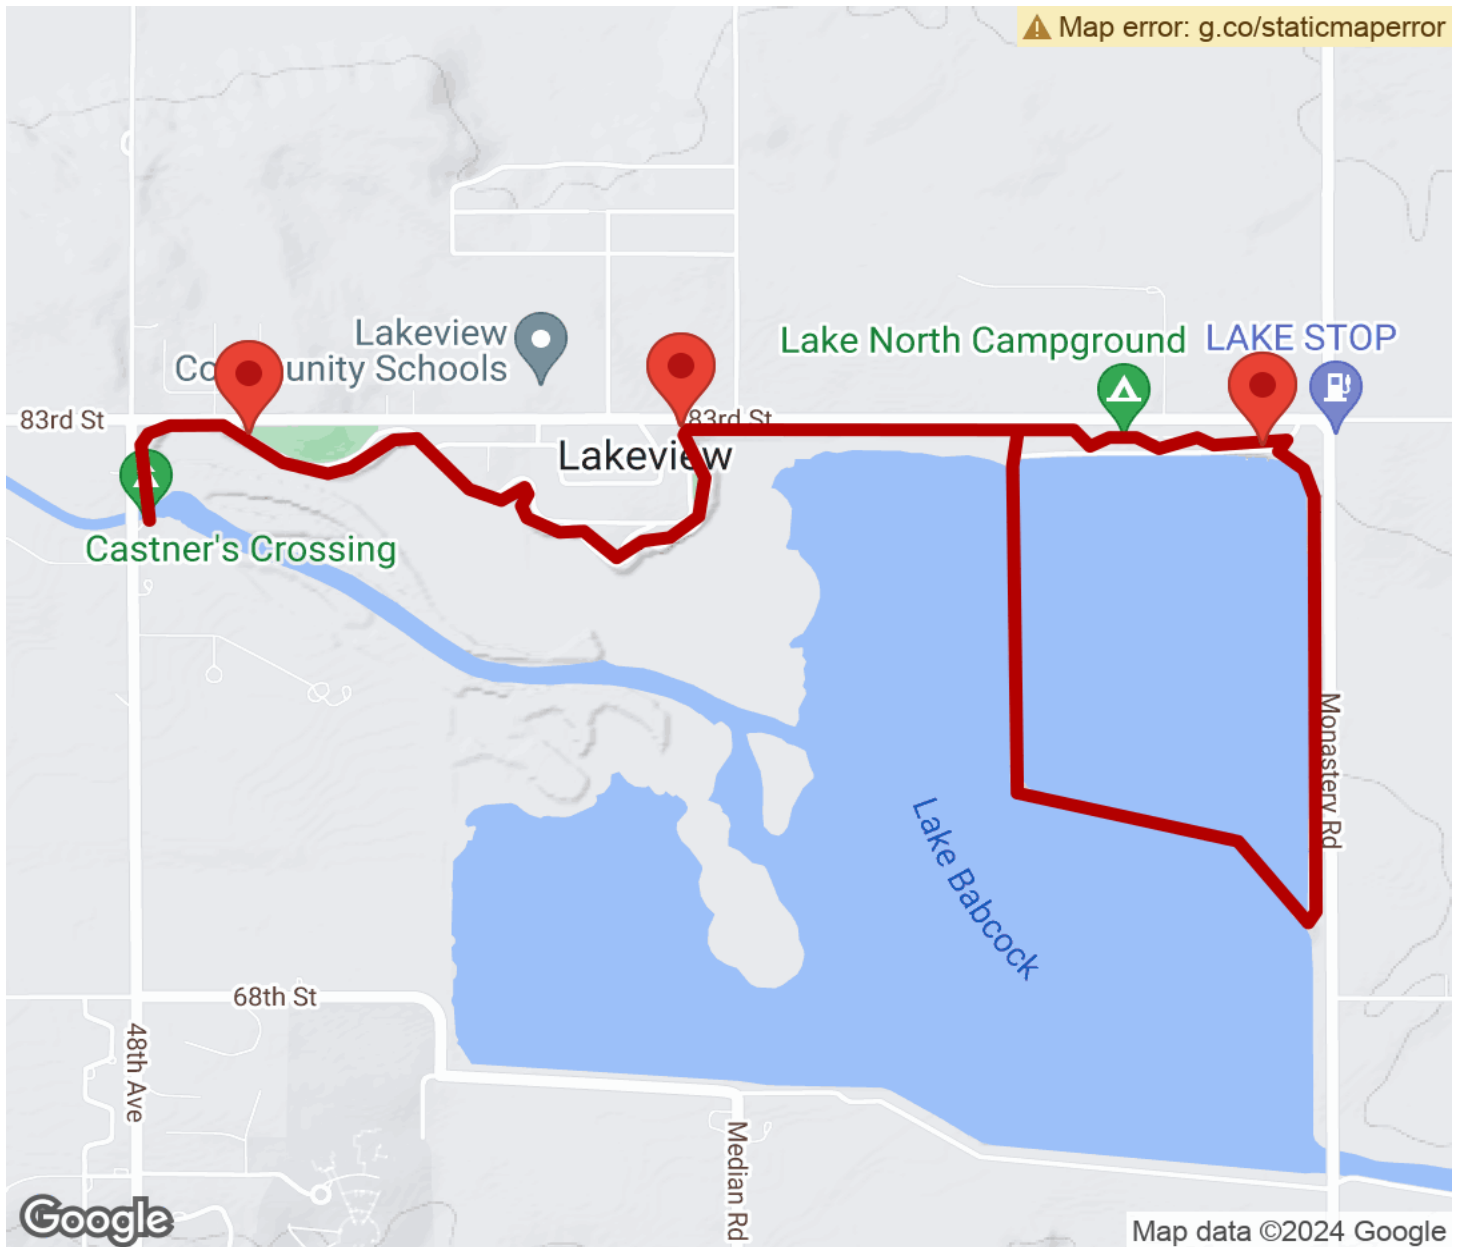 Map error: g.co/staticmaperror
Lakeview
Community Schools
Lake North Campground
LAKE STOP
83rd St
83rd St
Lakeview
Castner's Crossing
Monastery Rd
Lake Babcock
68th St
48th Ave
Median Rd
Google
Map data ©2024 Google